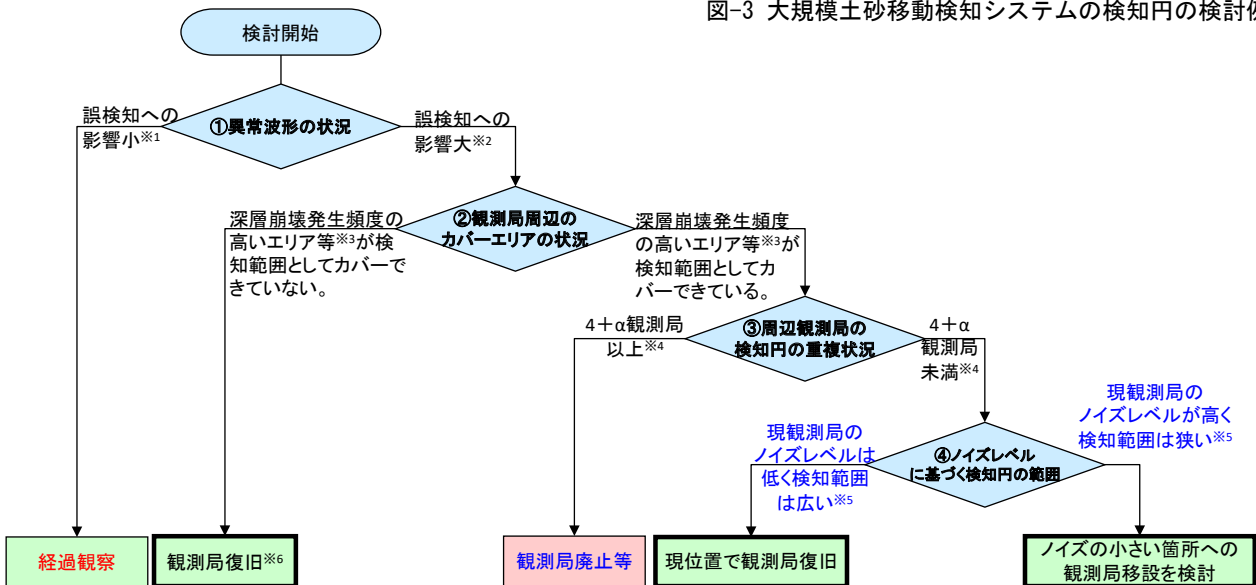 図-3 大規模土砂移動検知システムの検知円の検討
検討開始
誤検知への
影響小※1
①異常波形の状況
誤検知への
影響大※2
深層崩壊発生頻度の
高いエリア等※3が検
知範囲としてカバーで
きていない。
②観測局周辺の
カバーエリアの状況
深層崩壊発生頻度
の高いエリア等※3が
検知範囲としてカ
バーできている。
4+α観測局
以上※4
③周辺観測局の
検知円の重複状況
4+α
観測局
未満※4
現観測局の
ノイズレベルは
低く検知範囲
は広い※5
④ノイズレベル
に基づく検知円の範囲
現観測局の
ノイズレベルが高く
検知範囲は狭い※5
経過観察
観測局復旧※6
観測局廃止等
現位置で観測局復旧
ノイズの小さい箇所への
観測局移設を検討